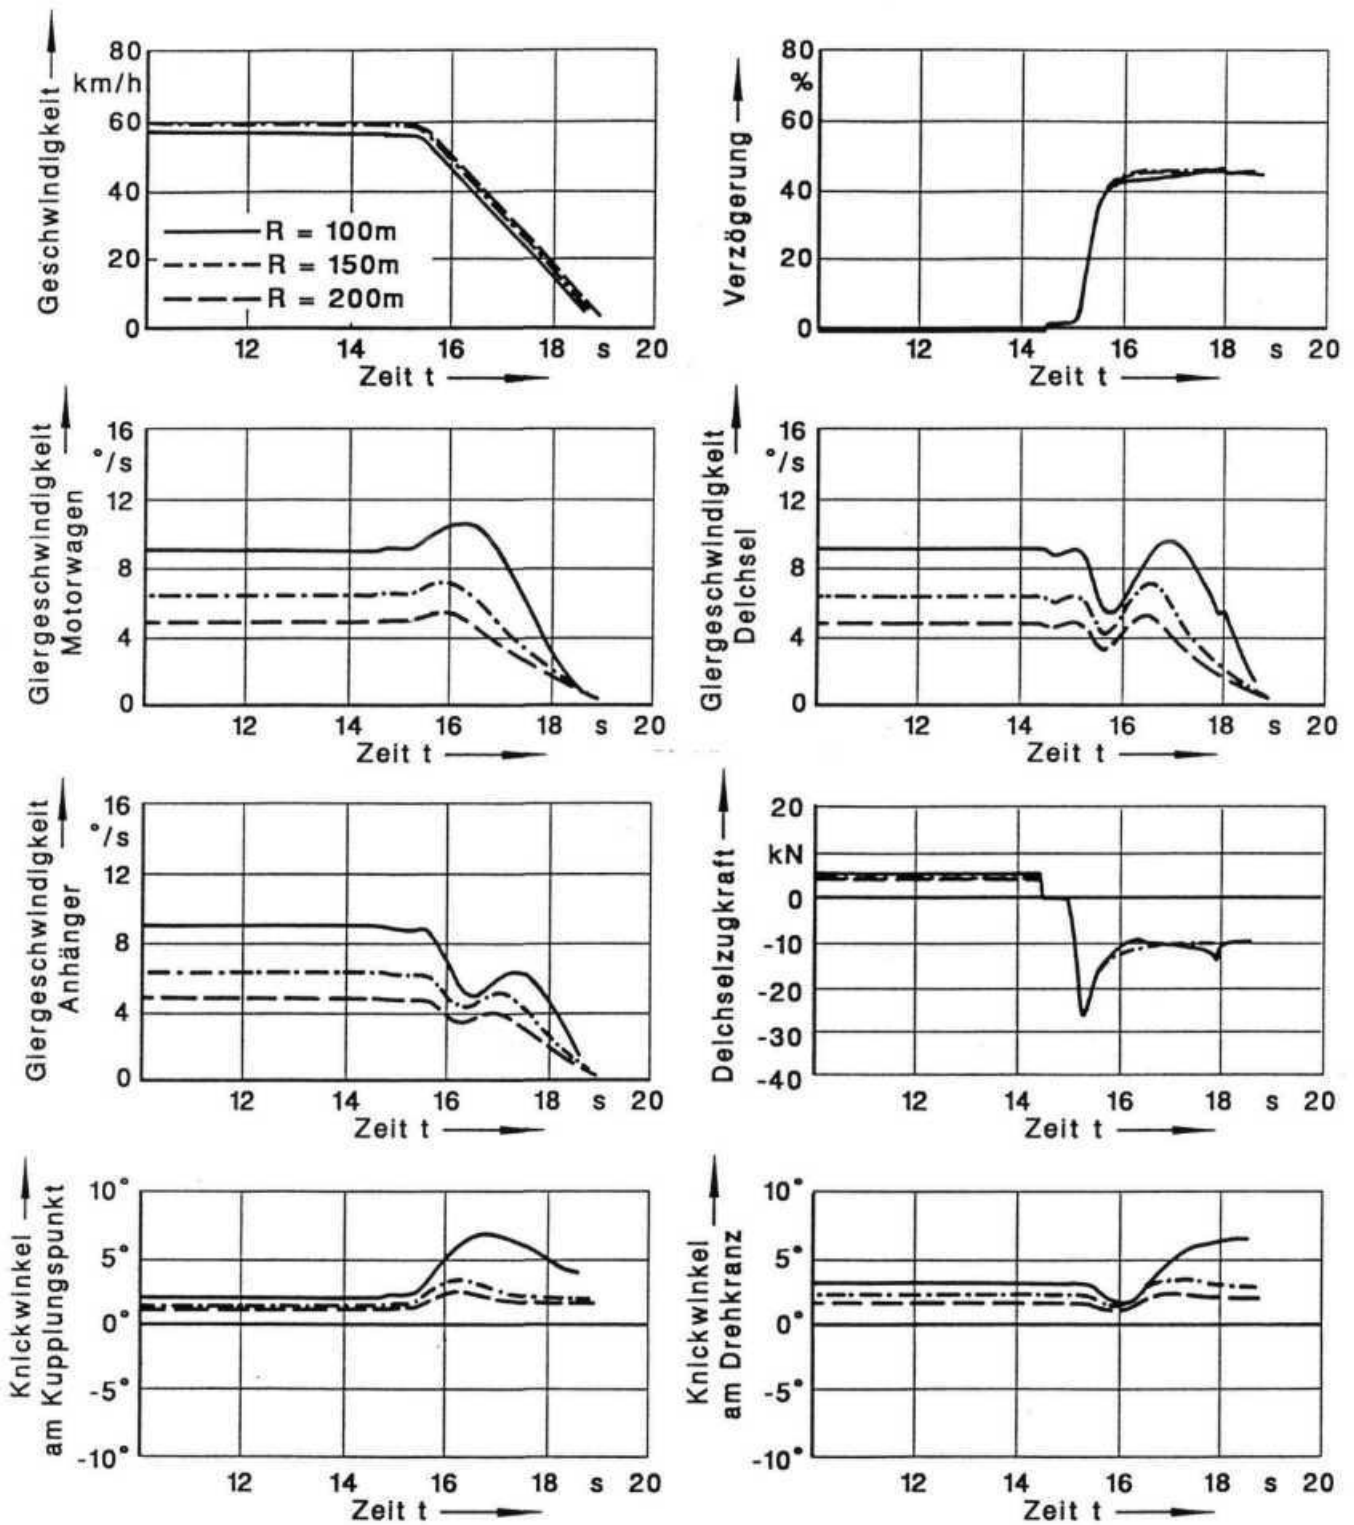 Geschwindigkeit
80
km/h
60
40
20
0
R = 100m
R = 150m
R = 200m
12 14 16 18 s 20
Zeit t
Verzögerung
80
%
60
40
20
0
12 14 16 18 s 20
Zeit t
Giergeschwindigkeit
Motorwagen
16
°/s
12
8
4
0
12 14 16 18 s 20
Zeit t
Giergeschwindigkeit
Deichsel
16
°/s
12
8
4
0
12 14 16 18 s 20
Zeit t
Giergeschwindigkeit
Anhänger
16
°/s
12
8
4
0
12 14 16 18 s 20
Zeit t
Deichselzugkraft
20
kN
0
-10
-20
-30
-40
12 14 16 18 s 20
Zeit t
Knickwinkel
am Kupplungspunkt
10°
5°
0°
-5°
-10°
12 14 16 18 s 20
Zeit t
Knickwinkel
am Drehkranz
10°
5°
0°
-5°
-10°
12 14 16 18 s 20
Zeit t